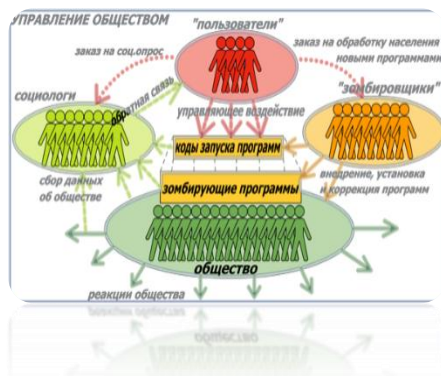 УПРАВЛЕНИЕ ОБЩЕСТВОМ
"пользователи"
заказ на соц.опрос
заказ на обработку населения
новыми программами
социологи
обратная связь
"зомбировщики"
управляющее воздействие
коды запуска программ
зомбирующие программы
сбор данных
об обществе
внедрение, установка
и коррекция программ
общество
реакции общества